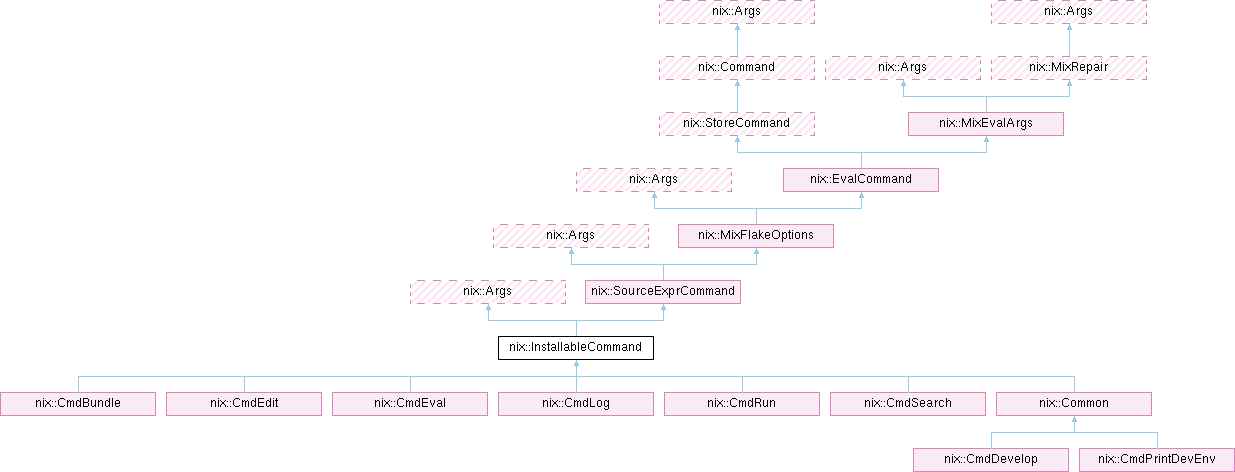 nix::Args
nix::Args
nix::Command
nix::Args
nix::MixRepair
nix::StoreCommand
nix::MixEvalArgs
nix::Args
nix::EvalCommand
nix::Args
nix::MixFlakeOptions
nix::Args
nix::SourceExprCommand
nix::InstallableCommand
nix::CmdBundle
nix::CmdEdit
nix::CmdEval
nix::CmdLog
nix::CmdRun
nix::CmdSearch
nix::Common
nix::CmdDevelop
nix::CmdPrintDevEnv